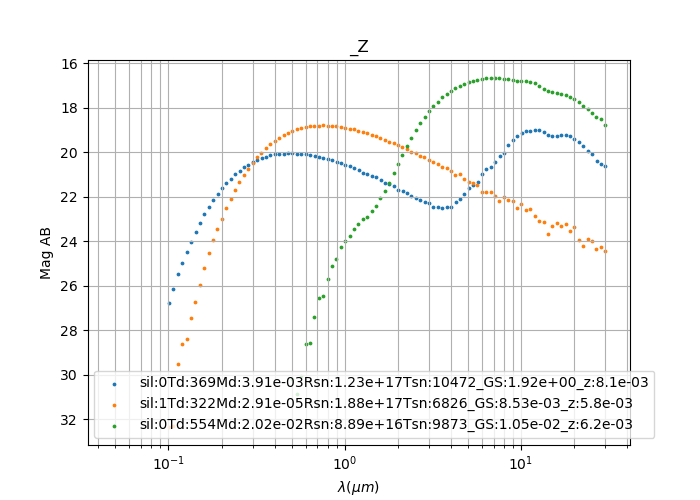 _Z
Mag AB
16
18
20
22
24
26
28
30
32
sil:0Td:369Md:3.91e-03Rsn:1.23e+17Tsn:10472_GS:1.92e+00_z:8.1e-03
sil:1Td:322Md:2.91e-05Rsn:1.88e+17Tsn:6826_GS:8.53e-03_z:5.8e-03
sil:0Td:554Md:2.02e-02Rsn:8.89e+16Tsn:9873_GS:1.05e-02_z:6.2e-03
10⁻¹ 10⁰ 10¹
λ(μm)